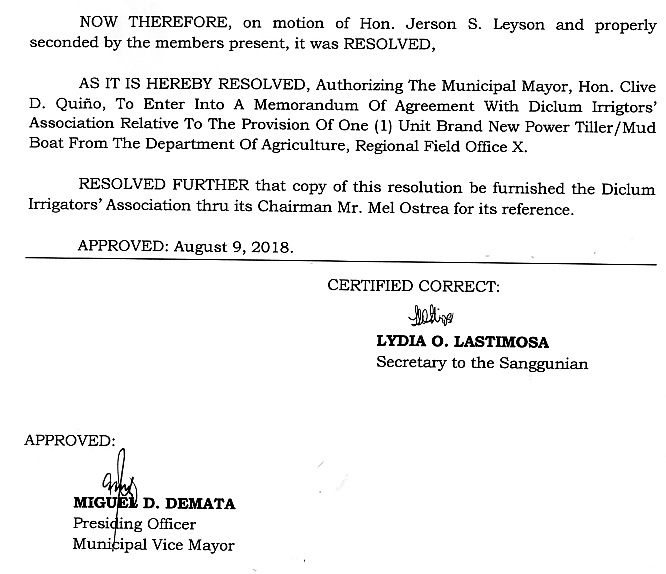 NOW THEREFORE, on motion of Hon. Jerson S. Leyson and properly
seconded by the members present, it was RESOLVED,
AS IT IS HEREBY RESOLVED, Authorizing The Municipal Mayor, Hon. Clive
D. Quiño, To Enter Into A Memorandum Of Agreement With Diclum Irrigtors'
Association Relative To The Provision Of One (1) Unit Brand New Power Tiller/Mud
Boat From The Department Of Agriculture, Regional Field Office X.
RESOLVED FURTHER that copy of this resolution be furnished the Diclum
Irrigators' Association thru its Chairman Mr. Mel Ostrea for its reference.
APPROVED: August 9, 2018.
CERTIFIED CORRECT:
LYDIA O. LASTIMOSA
Secretary to the Sanggunian
APPROVED:
MIGUEL D. DEMATA
Presiding Officer
Municipal Vice Mayor